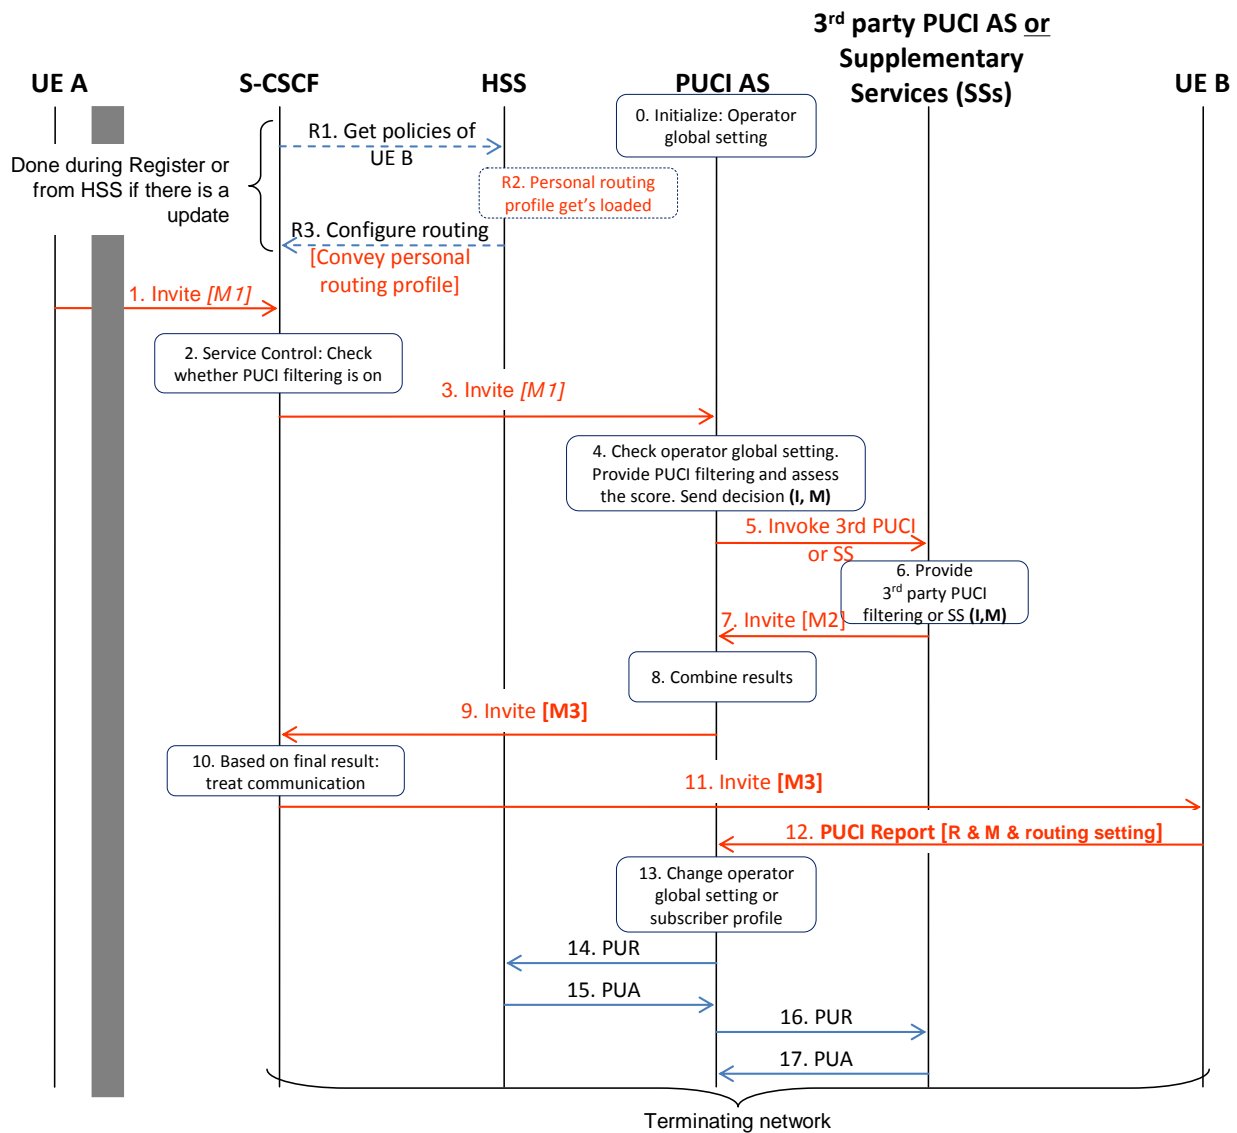 3rd party PUCI AS or
Supplementary
Services (SSs)
UE A
S-CSCF
HSS
PUCI AS
UE B
0. Initialize: Operator
global setting
R1. Get policies of
UE B
Done during Register or
from HSS if there is a
update
R2. Personal routing
profile get's loaded
R3. Configure routing
[Convey personal
routing profile]
1. Invite [M1]
2. Service Control: Check
whether PUCI filtering is on
3. Invite [M1]
4. Check operator global setting.
Provide PUCI filtering and assess
the score. Send decision (I, M)
5. Invoke 3rd PUCI
or SS
6. Provide
3rd party PUCI
filtering or SS (I,M)
7. Invite [M2]
8. Combine results
9. Invite [M3]
10. Based on final result:
treat communication
11. Invite [M3]
12. PUCI Report [R & M & routing setting]
13. Change operator
global setting or
subscriber profile
14. PUR
15. PUA
16. PUR
17. PUA
Terminating network